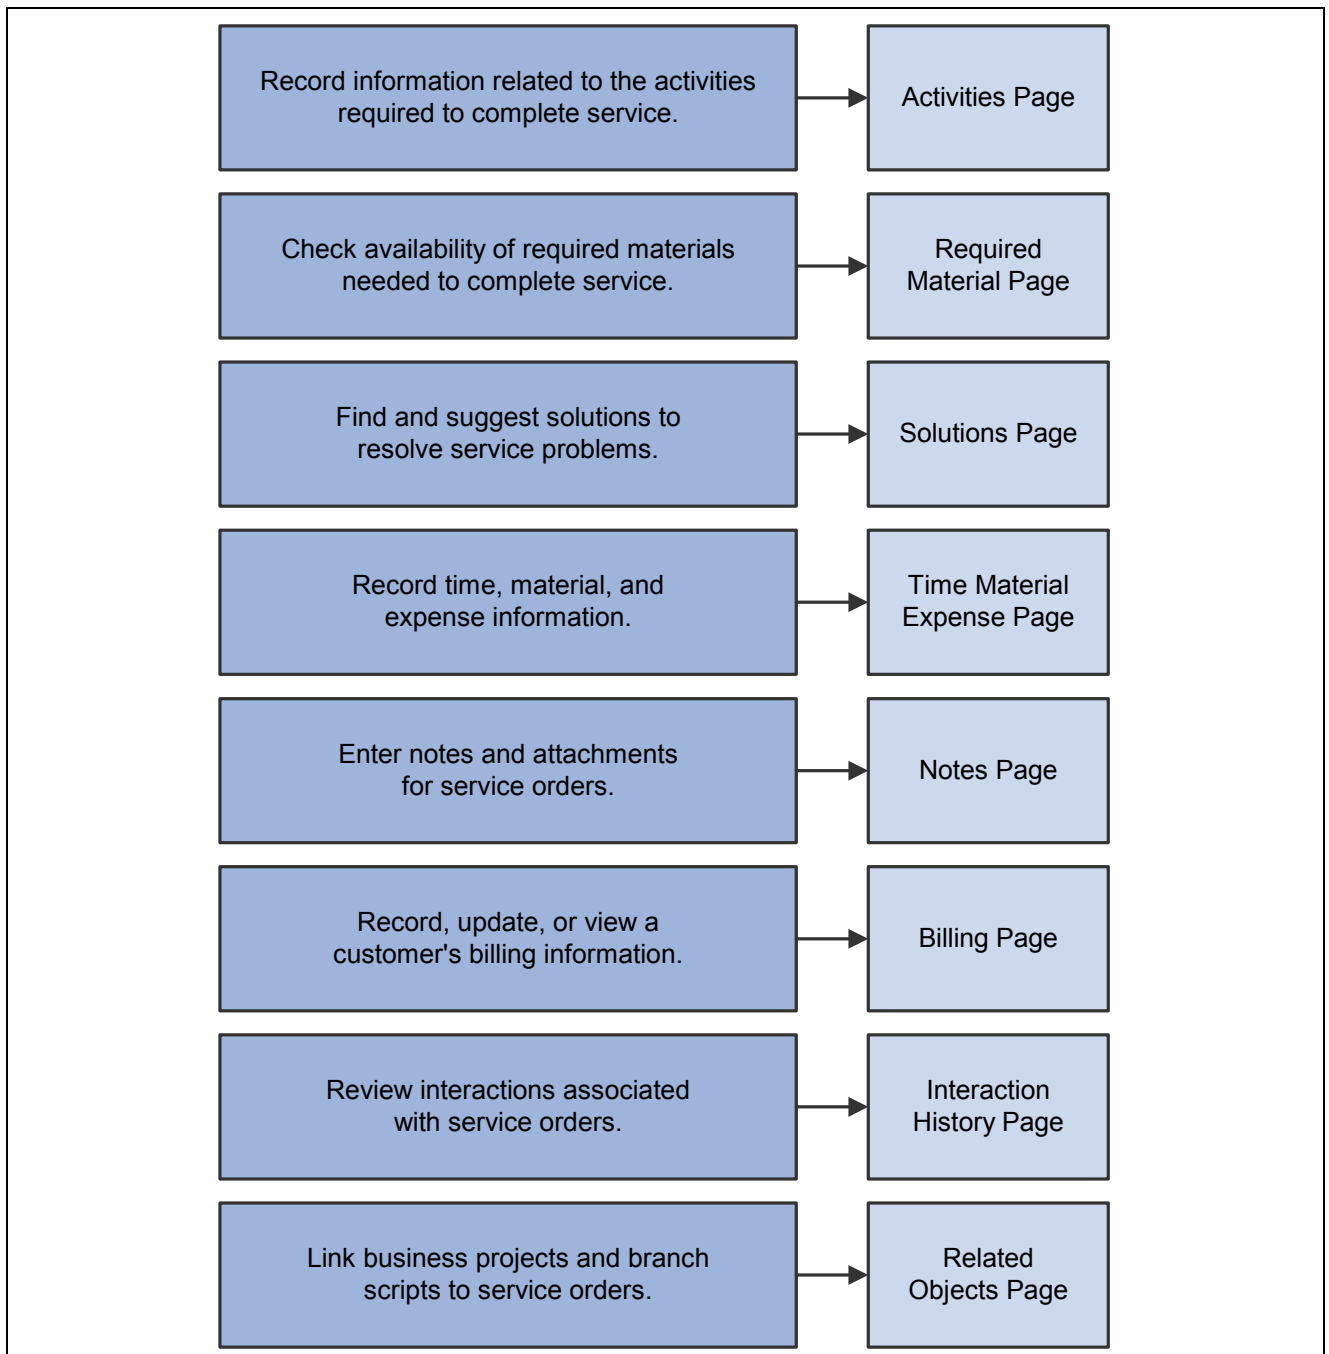 Record information related to the activities
required to complete service.
Activities Page
Check availability of required materials
needed to complete service.
Required
Material Page
Find and suggest solutions to
resolve service problems.
Solutions Page
Record time, material, and
expense information.
Time Material
Expense Page
Enter notes and attachments
for service orders.
Notes Page
Record, update, or view a
customer's billing information.
Billing Page
Review interactions associated
with service orders.
Interaction
History Page
Link business projects and branch
scripts to service orders.
Related
Objects Page